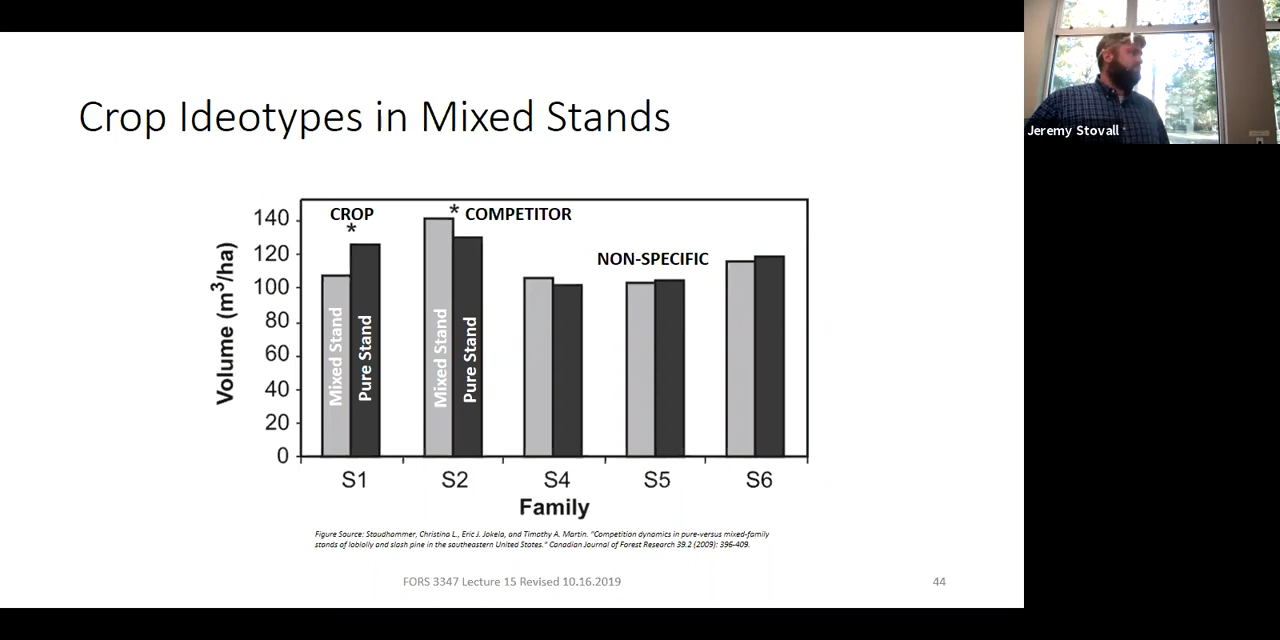 Crop Ideotypes in Mixed Stands
Jeremy Stovall
Volume (m³/ha)
140
120
100
80
60
40
20
0
CROP
*
* COMPETITOR
NON-SPECIFIC
Mixed Stand
Pure Stand
Mixed Stand
Pure Stand
S1 S2 S4 S5 S6
Family
Figure Source: Staudhammer, Christina L., Eric J. Jokela, and Timothy A. Martin. "Competition dynamics in pure-versus mixed-family
stands of loblolly and slash pine in the southeastern United States." Canadian Journal of Forest Research 39.2 (2009): 396-409.
FORS 3347 Lecture 15 Revised 10.16.2019
44